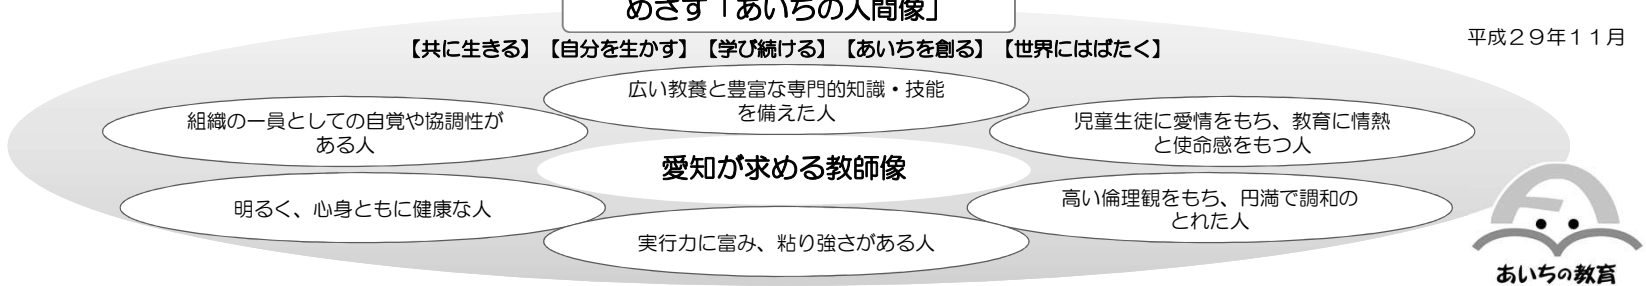 めざす「あいちの人間像」
平成29年11月
【共に生きる】【自分を生かす】【学び続ける】【あいちを創る】【世界にはばたく】
広い教養と豊富な専門的知識・技能
を備えた人
組織の一員としての自覚や協調性が
ある人
児童生徒に愛情をもち、教育に情熱
と使命感をもつ人
愛知が求める教師像
明るく、心身ともに健康な人
高い倫理観をもち、円満で調和の
とれた人
実行力に富み、粘り強さがある人
あいちの教育